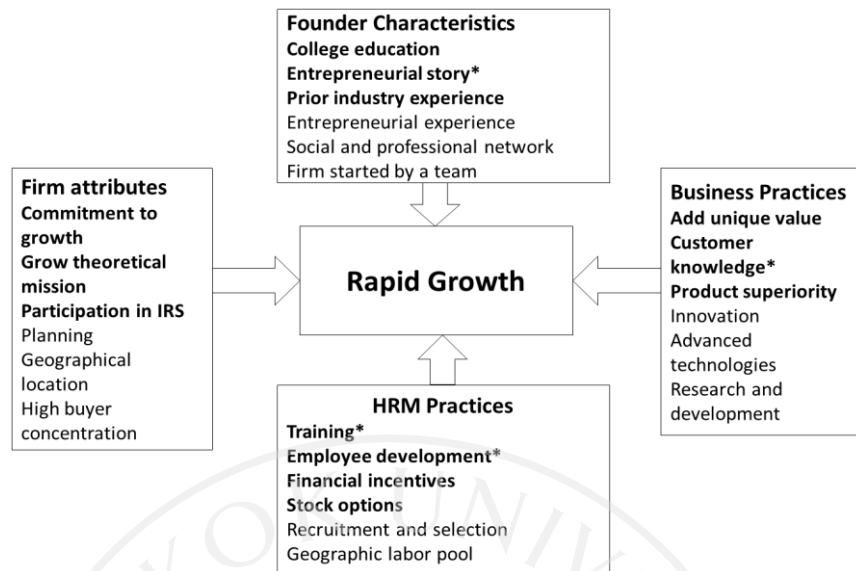 Founder Characteristics
College education
Entrepreneurial story*
Prior industry experience
Entrepreneurial experience
Social and professional network
Firm started by a team
Firm attributes
Commitment to
growth
Grow theoretical
mission
Participation in IRS
Planning
Geographical
location
High buyer
concentration
Rapid Growth
Business Practices
Add unique value
Customer
knowledge*
Product superiority
Innovation
Advanced
technologies
Research and
development
HRM Practices
Training*
Employee development*
Financial incentives
Stock options
Recruitment and selection
Geographic labor pool
KOK UNIV